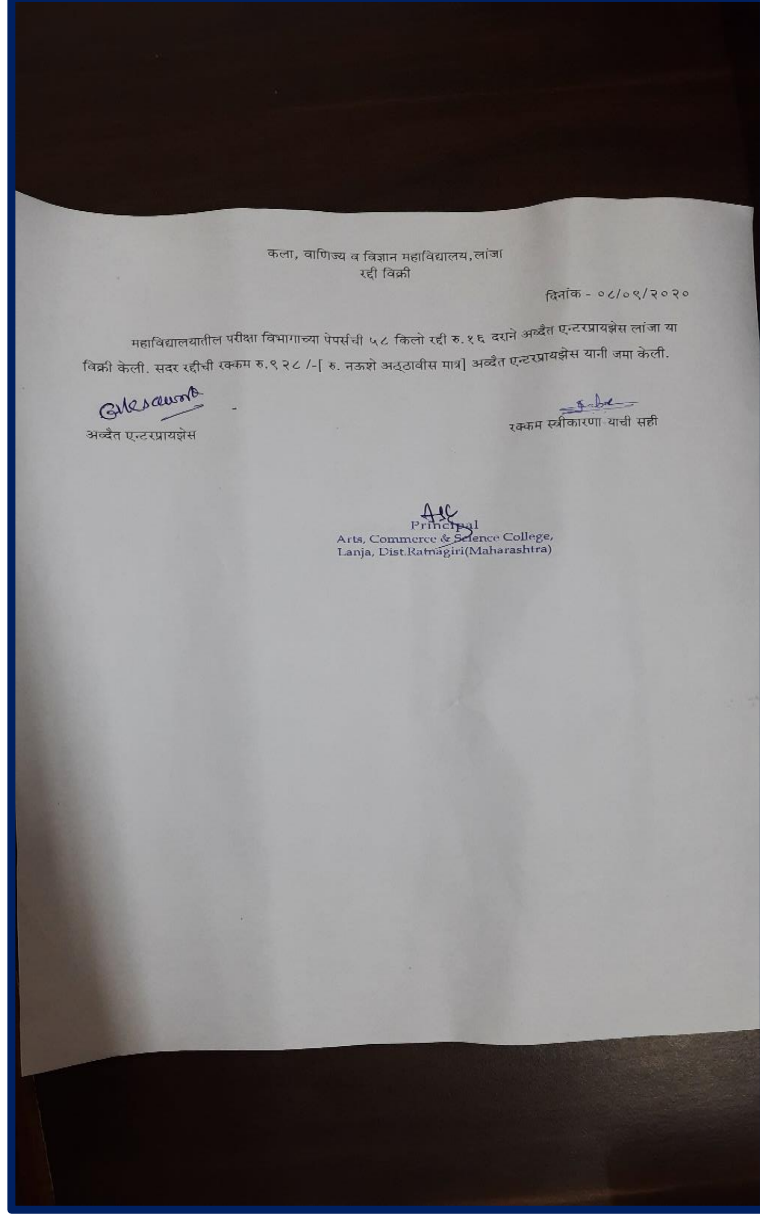 कला, वाणिज्य व विज्ञान महाविद्यालय,लांजा
रद्दी विक्री
दिनांक - ०८/०९/२०२०
महाविद्यालयातील परीक्षा विभागाच्या पेपर्सची ५८ किलो रद्दी रु.१६ दराने अव्दैत एन्टरप्रायझेस लांजा या
विक्री केली. सदर रद्दीची रक्कम रु.९२८ /-[ रु. नऊशे अठ्ठावीस मात्र] अव्दैत एन्टरप्रायझेस यानी जमा केली.
अव्दैत एन्टरप्रायझेस
रक्कम स्वीकारणा याची सही
Principal
Arts, Commerce & Science College,
Lanja, Dist.Ratnagiri(Maharashtra)